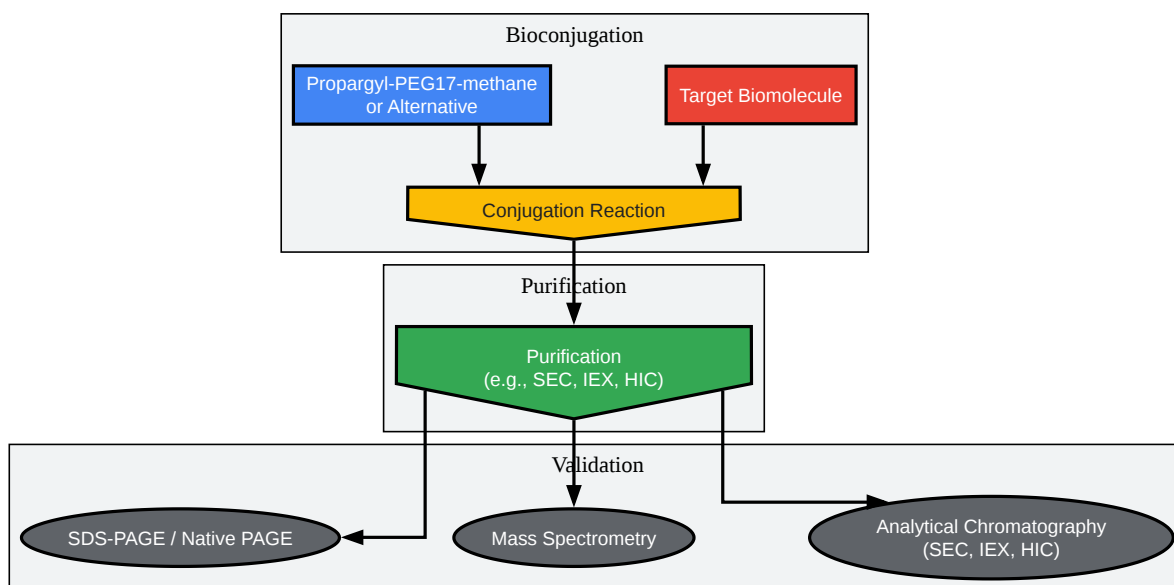 Bioconjugation
Propargyl-PEG17-methane
or Alternative
Target Biomolecule
Conjugation Reaction
Purification
Purification
(e.g., SEC, IEX, HIC)
Validation
SDS-PAGE / Native PAGE
Mass Spectrometry
Analytical Chromatography
(SEC, IEX, HIC)